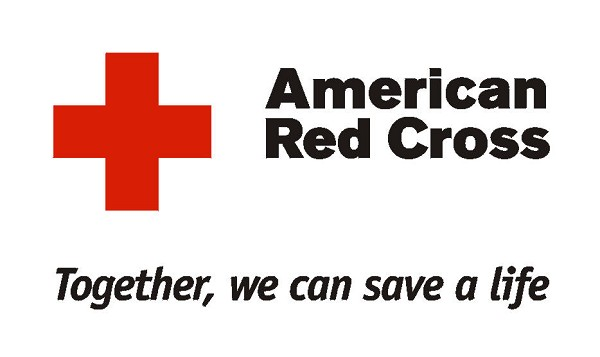 American
Red Cross
Together, we can save a life